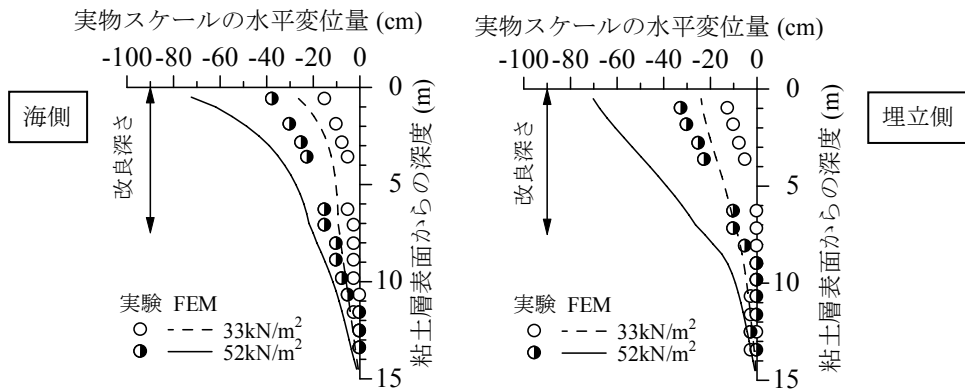 実物スケールの水平変位量 (cm)
-100 -80 -60 -40 -20 0
海側
改良深さ
0
5
10
15
粘土層表面からの深度 (m)
実験 FEM
33kN/m²
52kN/m²
実物スケールの水平変位量 (cm)
-100 -80 -60 -40 -20 0
埋立側
改良深さ
0
5
10
15
粘土層表面からの深度 (m)
実験 FEM
33kN/m²
52kN/m²